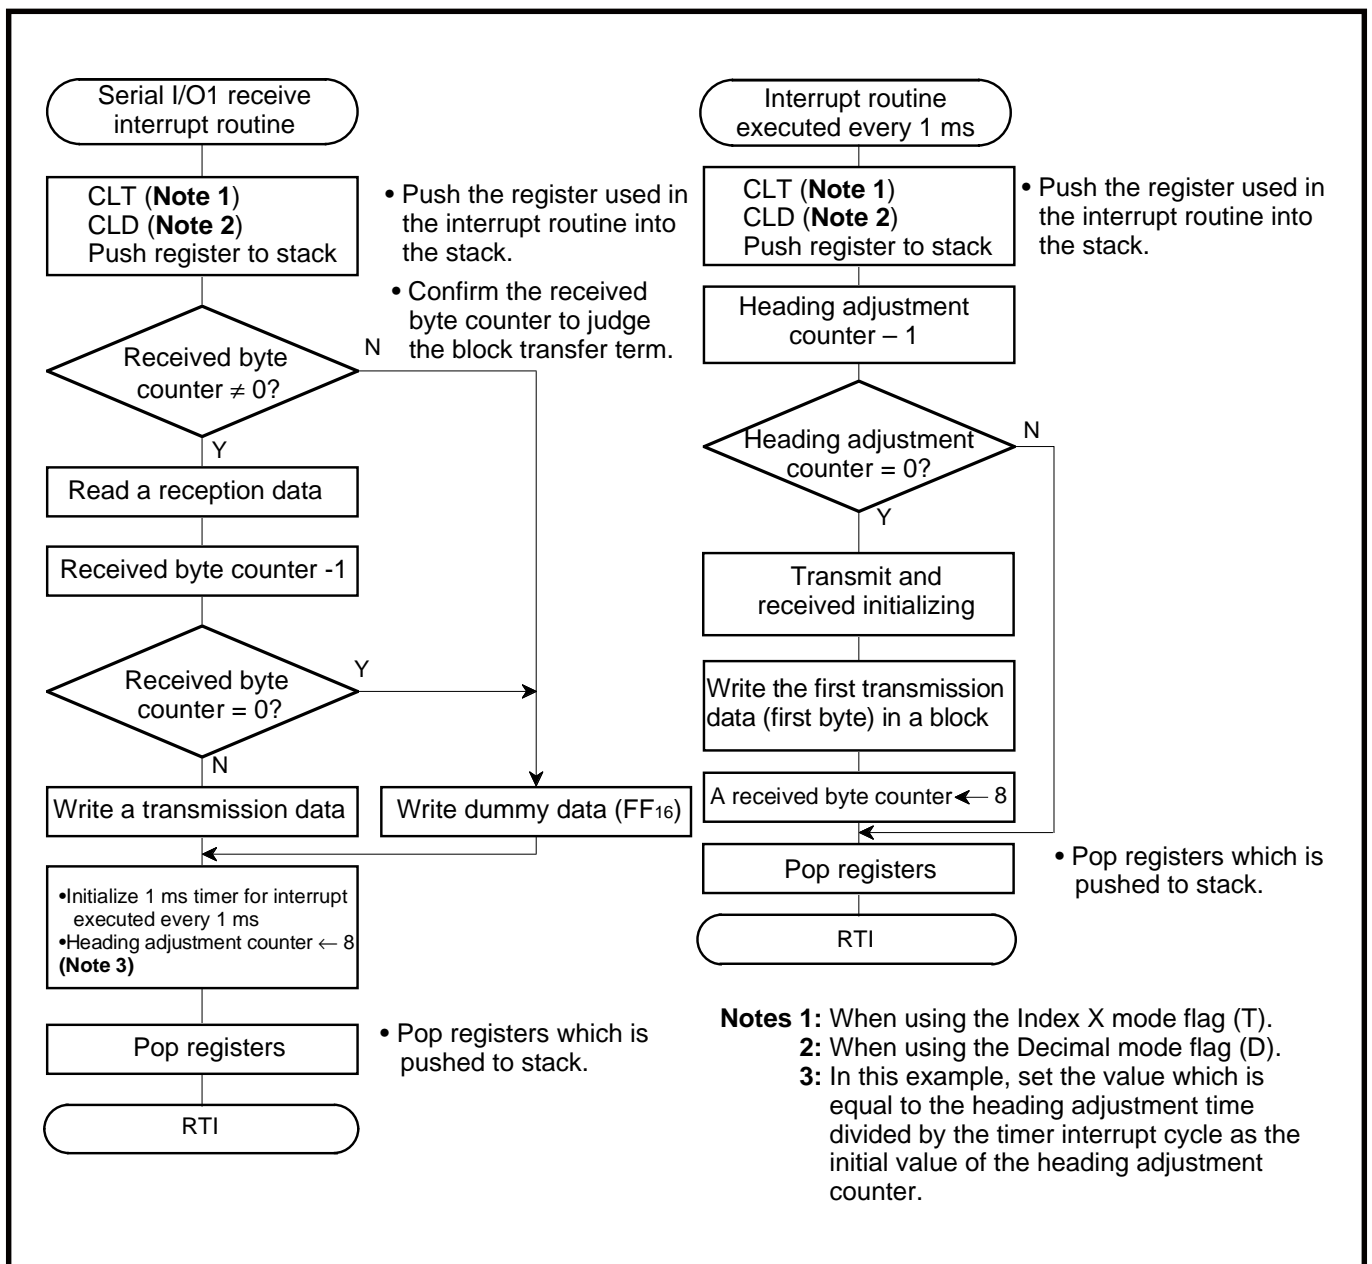 Serial I/O1 receive
interrupt routine
CLT (Note 1)
CLD (Note 2)
Push register to stack
• Push the register used in
the interrupt routine into
the stack.
• Confirm the received
byte counter to judge
the block transfer term.
Received byte
counter ≠ 0?
N
Y
Read a reception data
Received byte counter -1
Received byte
counter = 0?
Y
N
Write a transmission data
Write dummy data (FF16)
•Initialize 1 ms timer for interrupt
executed every 1 ms
•Heading adjustment counter ← 8
(Note 3)
Pop registers
• Pop registers which is
pushed to stack.
RTI
Interrupt routine
executed every 1 ms
CLT (Note 1)
CLD (Note 2)
Push register to stack
• Push the register used in
the interrupt routine into
the stack.
Heading adjustment
counter – 1
Heading adjustment
counter = 0?
N
Y
Transmit and
received initializing
Write the first transmission
data (first byte) in a block
A received byte counter ← 8
Pop registers
• Pop registers which is
pushed to stack.
RTI
Notes 1: When using the Index X mode flag (T).
2: When using the Decimal mode flag (D).
3: In this example, set the value which is
equal to the heading adjustment time
divided by the timer interrupt cycle as the
initial value of the heading adjustment
counter.